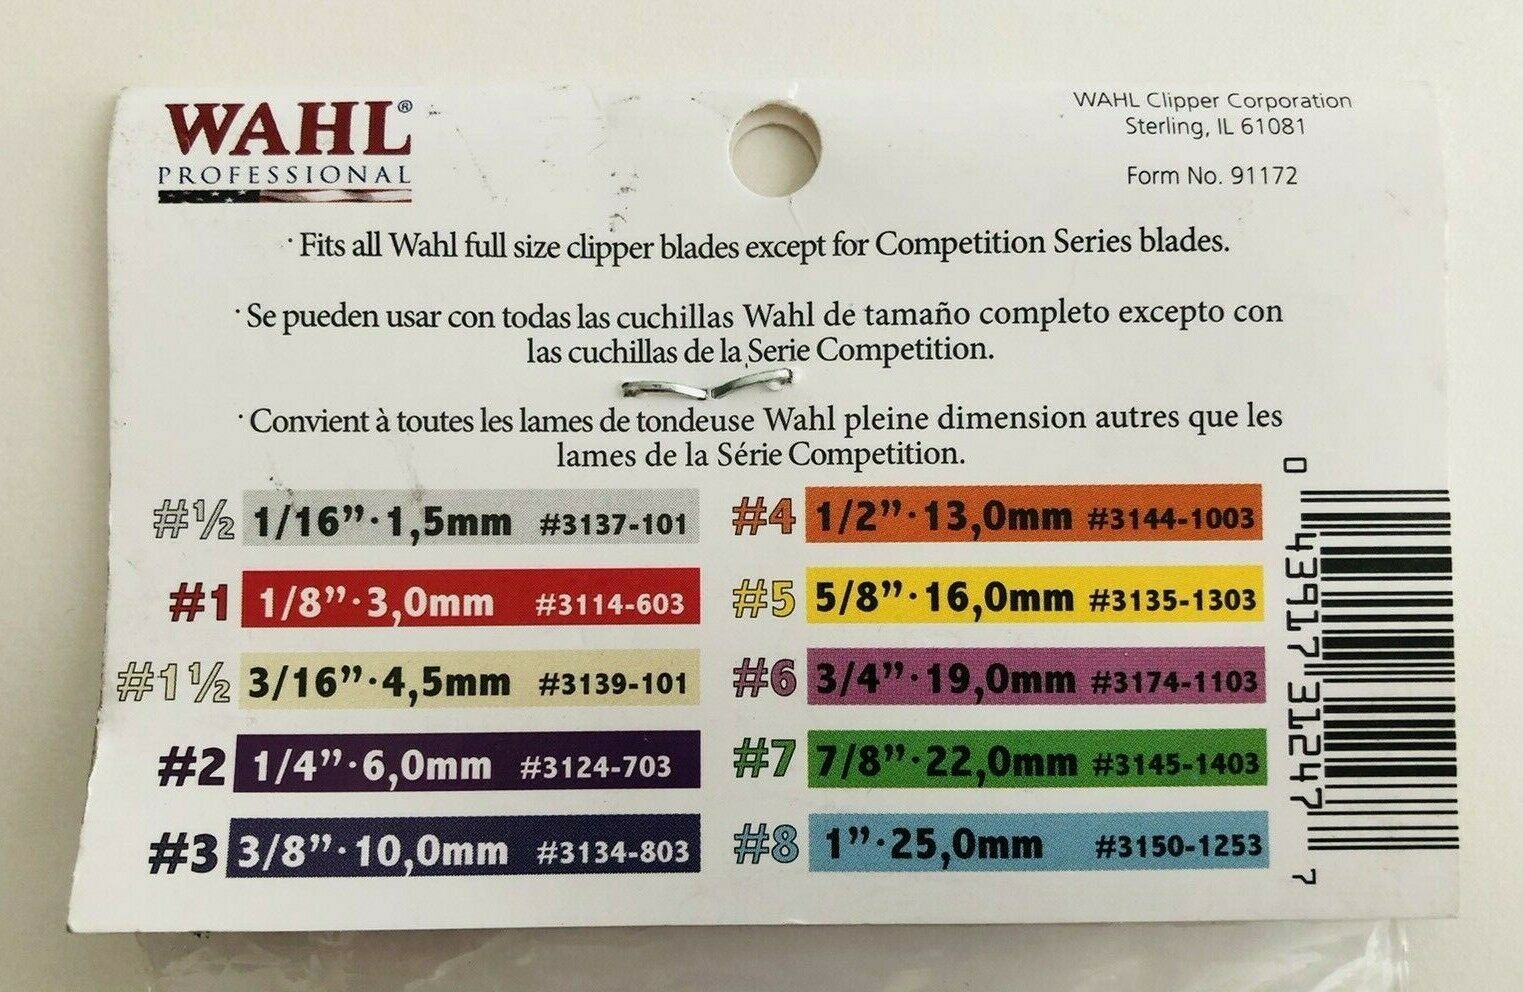 WAHL®
PROFESSIONAL
WAHL Clipper Corporation
Sterling, IL 61081
Form No. 91172
· Fits all Wahl full size clipper blades except for Competition Series blades.
· Se pueden usar con todas las cuchillas Wahl de tamaño completo excepto con
las cuchillas de la Serie Competition.
· Convient à toutes les lames de tondeuse Wahl pleine dimension autres que les
lames de la Série Competition.
#½ 1/16”·1,5mm #3137-101
#1 1/8”·3,0mm #3114-603
#1 ½ 3/16”·4,5mm #3139-101
#2 1/4”·6,0mm #3124-703
#3 3/8”·10,0mm #3134-803
#4 1/2”·13,0mm #3144-1003
#5 5/8”·16,0mm #3135-1303
#6 3/4”·19,0mm #3174-1103
#7 7/8”·22,0mm #3145-1403
#8 1”·25,0mm #3150-1253
0 43917 31247 7